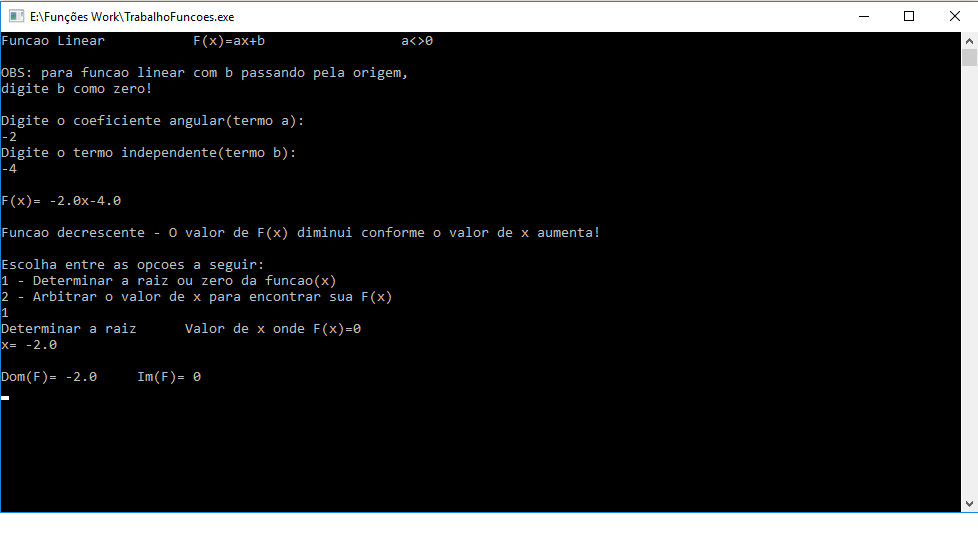 E:\Funções Work\TrabalhoFuncoes.exe
Funcao Linear           F(x)=ax+b                 a<>0
OBS: para funcao linear com b passando pela origem,
digite b como zero!
Digite o coeficiente angular(termo a):
-2
Digite o termo independente(termo b):
-4
F(x)= -2.0x-4.0
Funcao decrescente - O valor de F(x) diminui conforme o valor de x aumenta!
Escolha entre as opcoes a seguir:
1 - Determinar a raiz ou zero da funcao(x)
2 - Arbitrar o valor de x para encontrar sua F(x)
1
Determinar a raiz      Valor de x onde F(x)=0
x= -2.0
Dom(F)= -2.0     Im(F)= 0